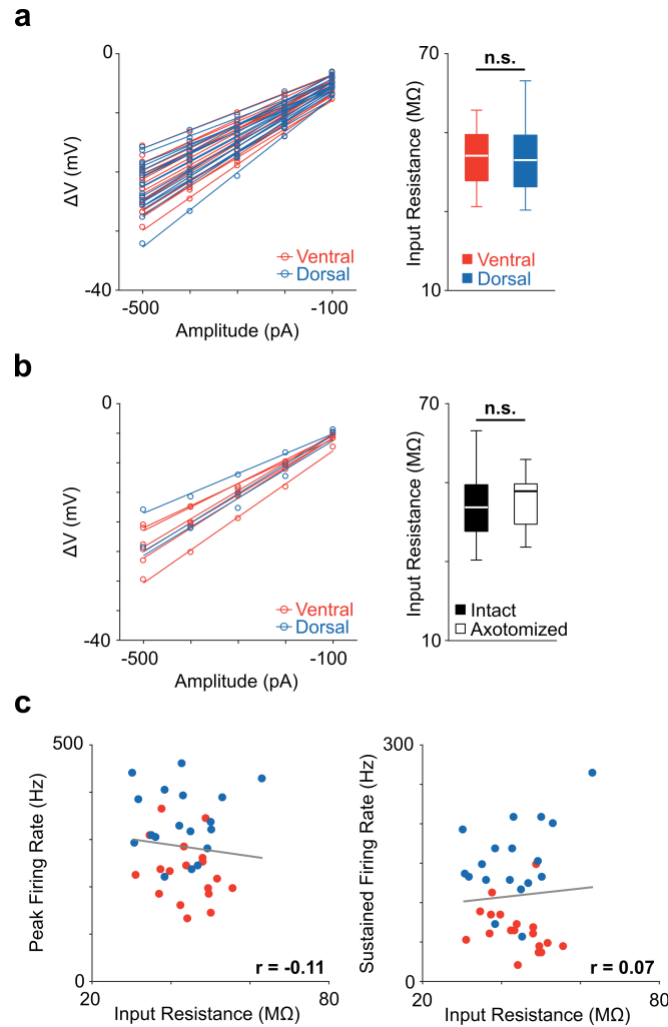 a
0
-40
ΔV (mV)
-500
-100
Amplitude (pA)
Ventral
Dorsal
70
10
Input Resistance (MΩ)
n.s.
Ventral
Dorsal
b
0
-40
ΔV (mV)
-500
-100
Amplitude (pA)
Ventral
Dorsal
70
10
Input Resistance (MΩ)
n.s.
Intact
Axotomized
c
500
0
Peak Firing Rate (Hz)
r = -0.11
20
80
Input Resistance (MΩ)
300
0
Sustained Firing Rate (Hz)
r = 0.07
20
80
Input Resistance (MΩ)